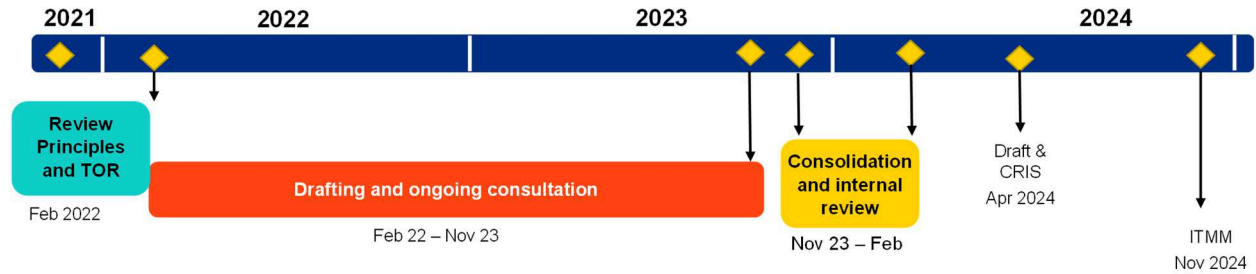 2021
2022
2023
2024
Review
Principles
and TOR
Feb 2022
Drafting and ongoing consultation
Feb 22 – Nov 23
Consolidation
and internal
review
Nov 23 – Feb
Draft &
CRIS
Apr 2024
ITMM
Nov 2024